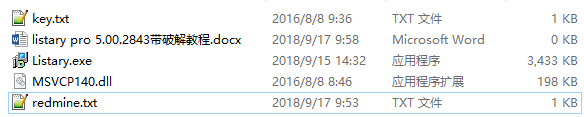 key.txt 2016/8/8 9:36 TXT 文件 1 KB
listary pro 5.00.2843带破解教程.docx 2018/9/17 9:58 Microsoft Word 0 KB
Listary.exe 2018/9/15 14:32 应用程序 3,433 KB
MSVCP140.dll 2016/8/8 8:46 应用程序扩展 198 KB
redmine.txt 2018/9/17 9:53 TXT 文件 1 KB